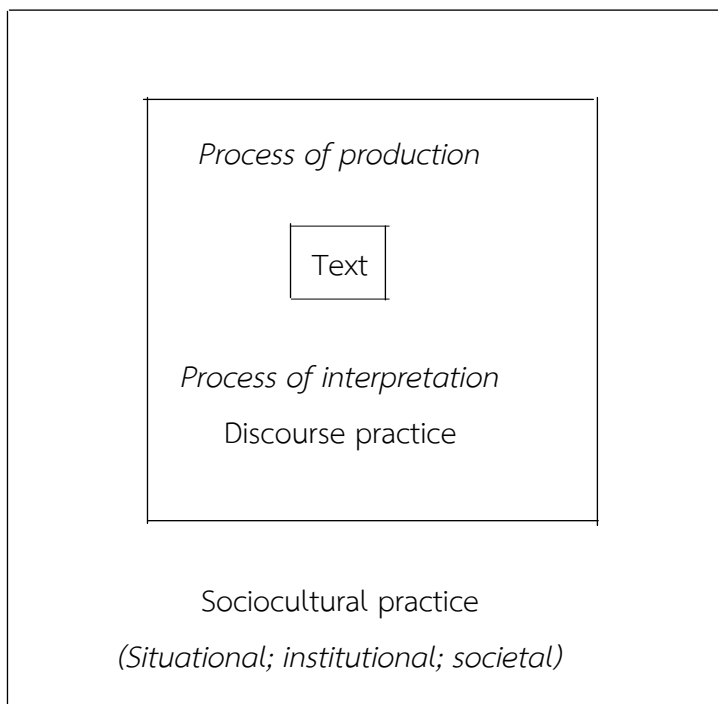 Process of production
Text
Process of interpretation
Discourse practice
Sociocultural practice
(Situational; institutional; societal)